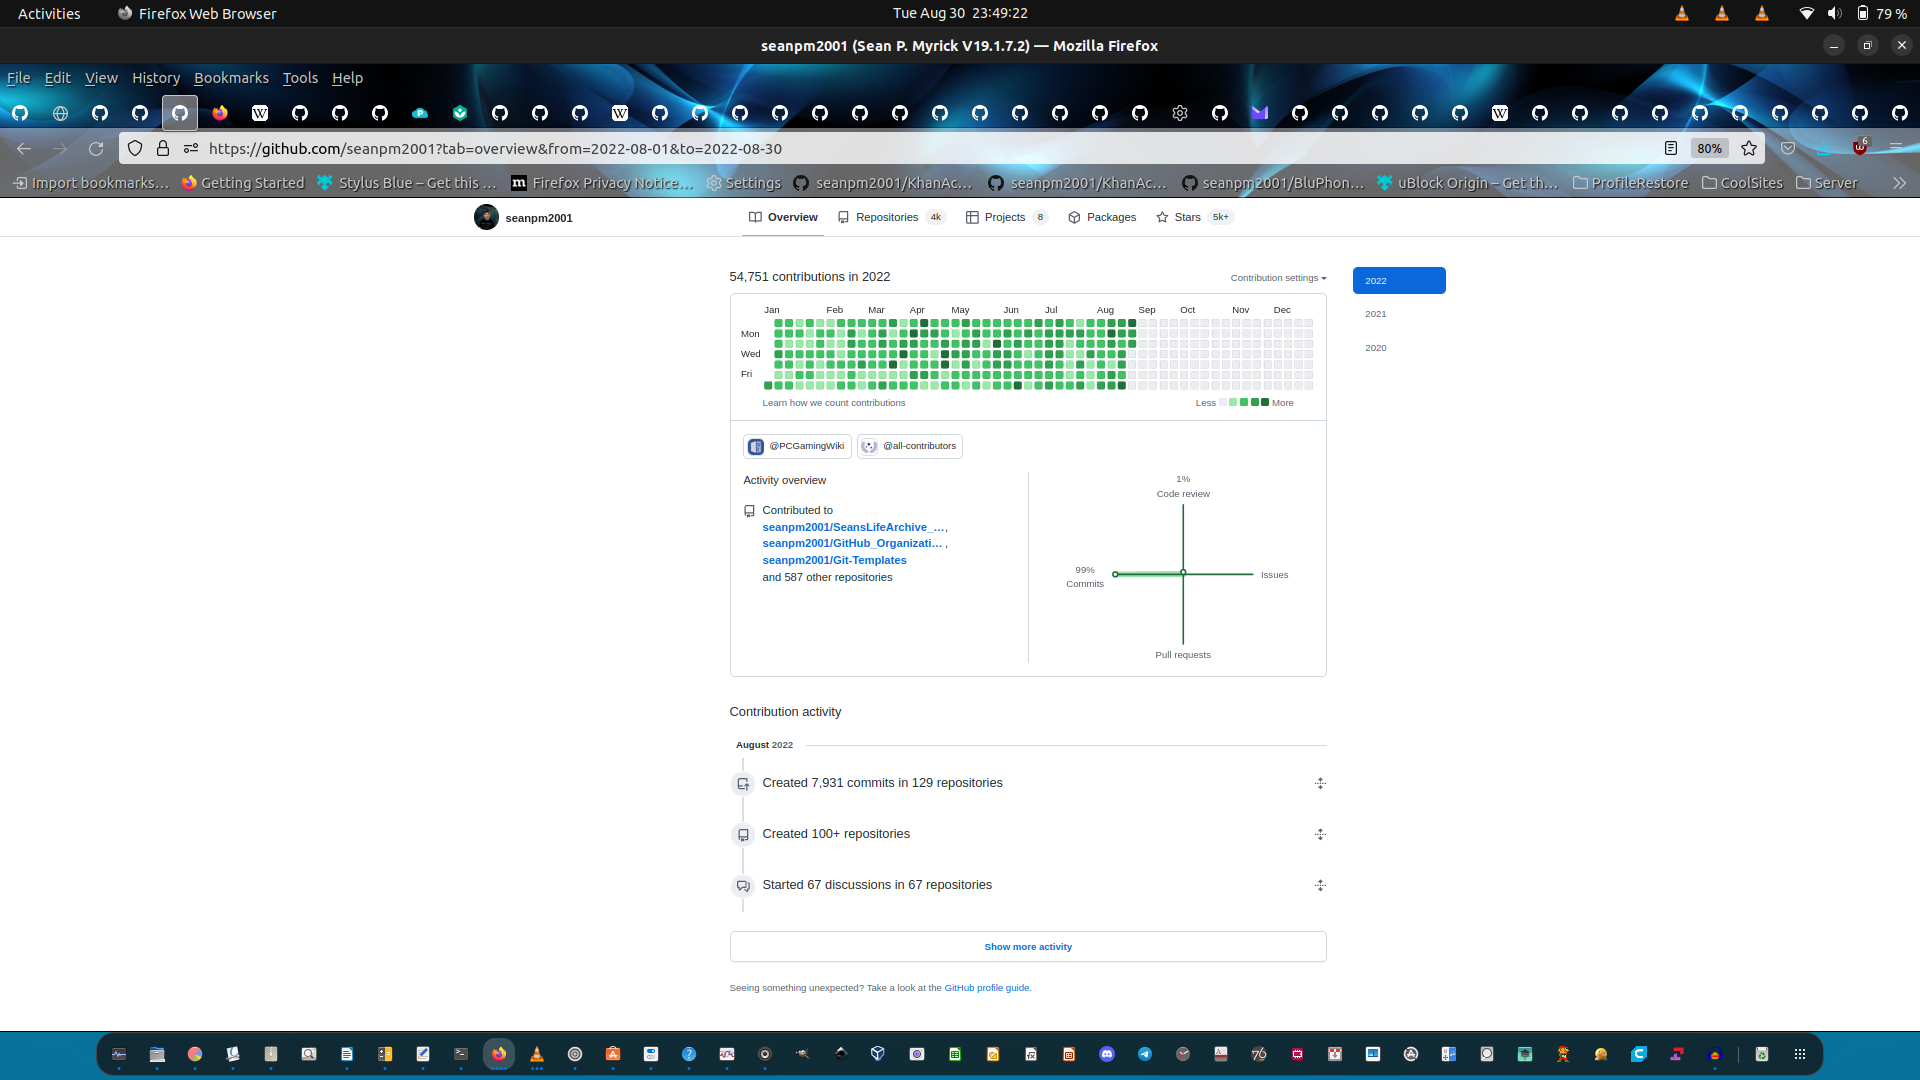 Activities Firefox Web Browser Tue Aug 30 23:49:22 79 %
seanpm2001 (Sean P. Myrick V19.1.7.2) — Mozilla Firefox
File Edit View History Bookmarks Tools Help
https://github.com/seanpm2001?tab=overview&from=2022-08-01&to=2022-08-30 80% 6
Import bookmarks… Getting Started Stylus Blue – Get this … Firefox Privacy Notice… Settings seanpm2001/KhanAc… seanpm2001/KhanAc… seanpm2001/BluPhon… uBlock Origin – Get th… ProfileRestore CoolSites Server
seanpm2001 Overview Repositories 4k Projects 8 Packages Stars 5k+
54,751 contributions in 2022 Contribution settings 2022
Jan Feb Mar Apr May Jun Jul Aug Sep Oct Nov Dec
2021
Mon
2020
Wed
Fri
Learn how we count contributions Less More
@PCGamingWiki @all-contributors
Activity overview
Contributed to
seanpm2001/SeansLifeArchive_…,
seanpm2001/GitHub_Organizati… ,
seanpm2001/Git-Templates
and 587 other repositories
1%
Code review
99%
Commits
Issues
Pull requests
Contribution activity
August 2022
Created 7,931 commits in 129 repositories
Created 100+ repositories
Started 67 discussions in 67 repositories
Show more activity
Seeing something unexpected? Take a look at the GitHub profile guide.